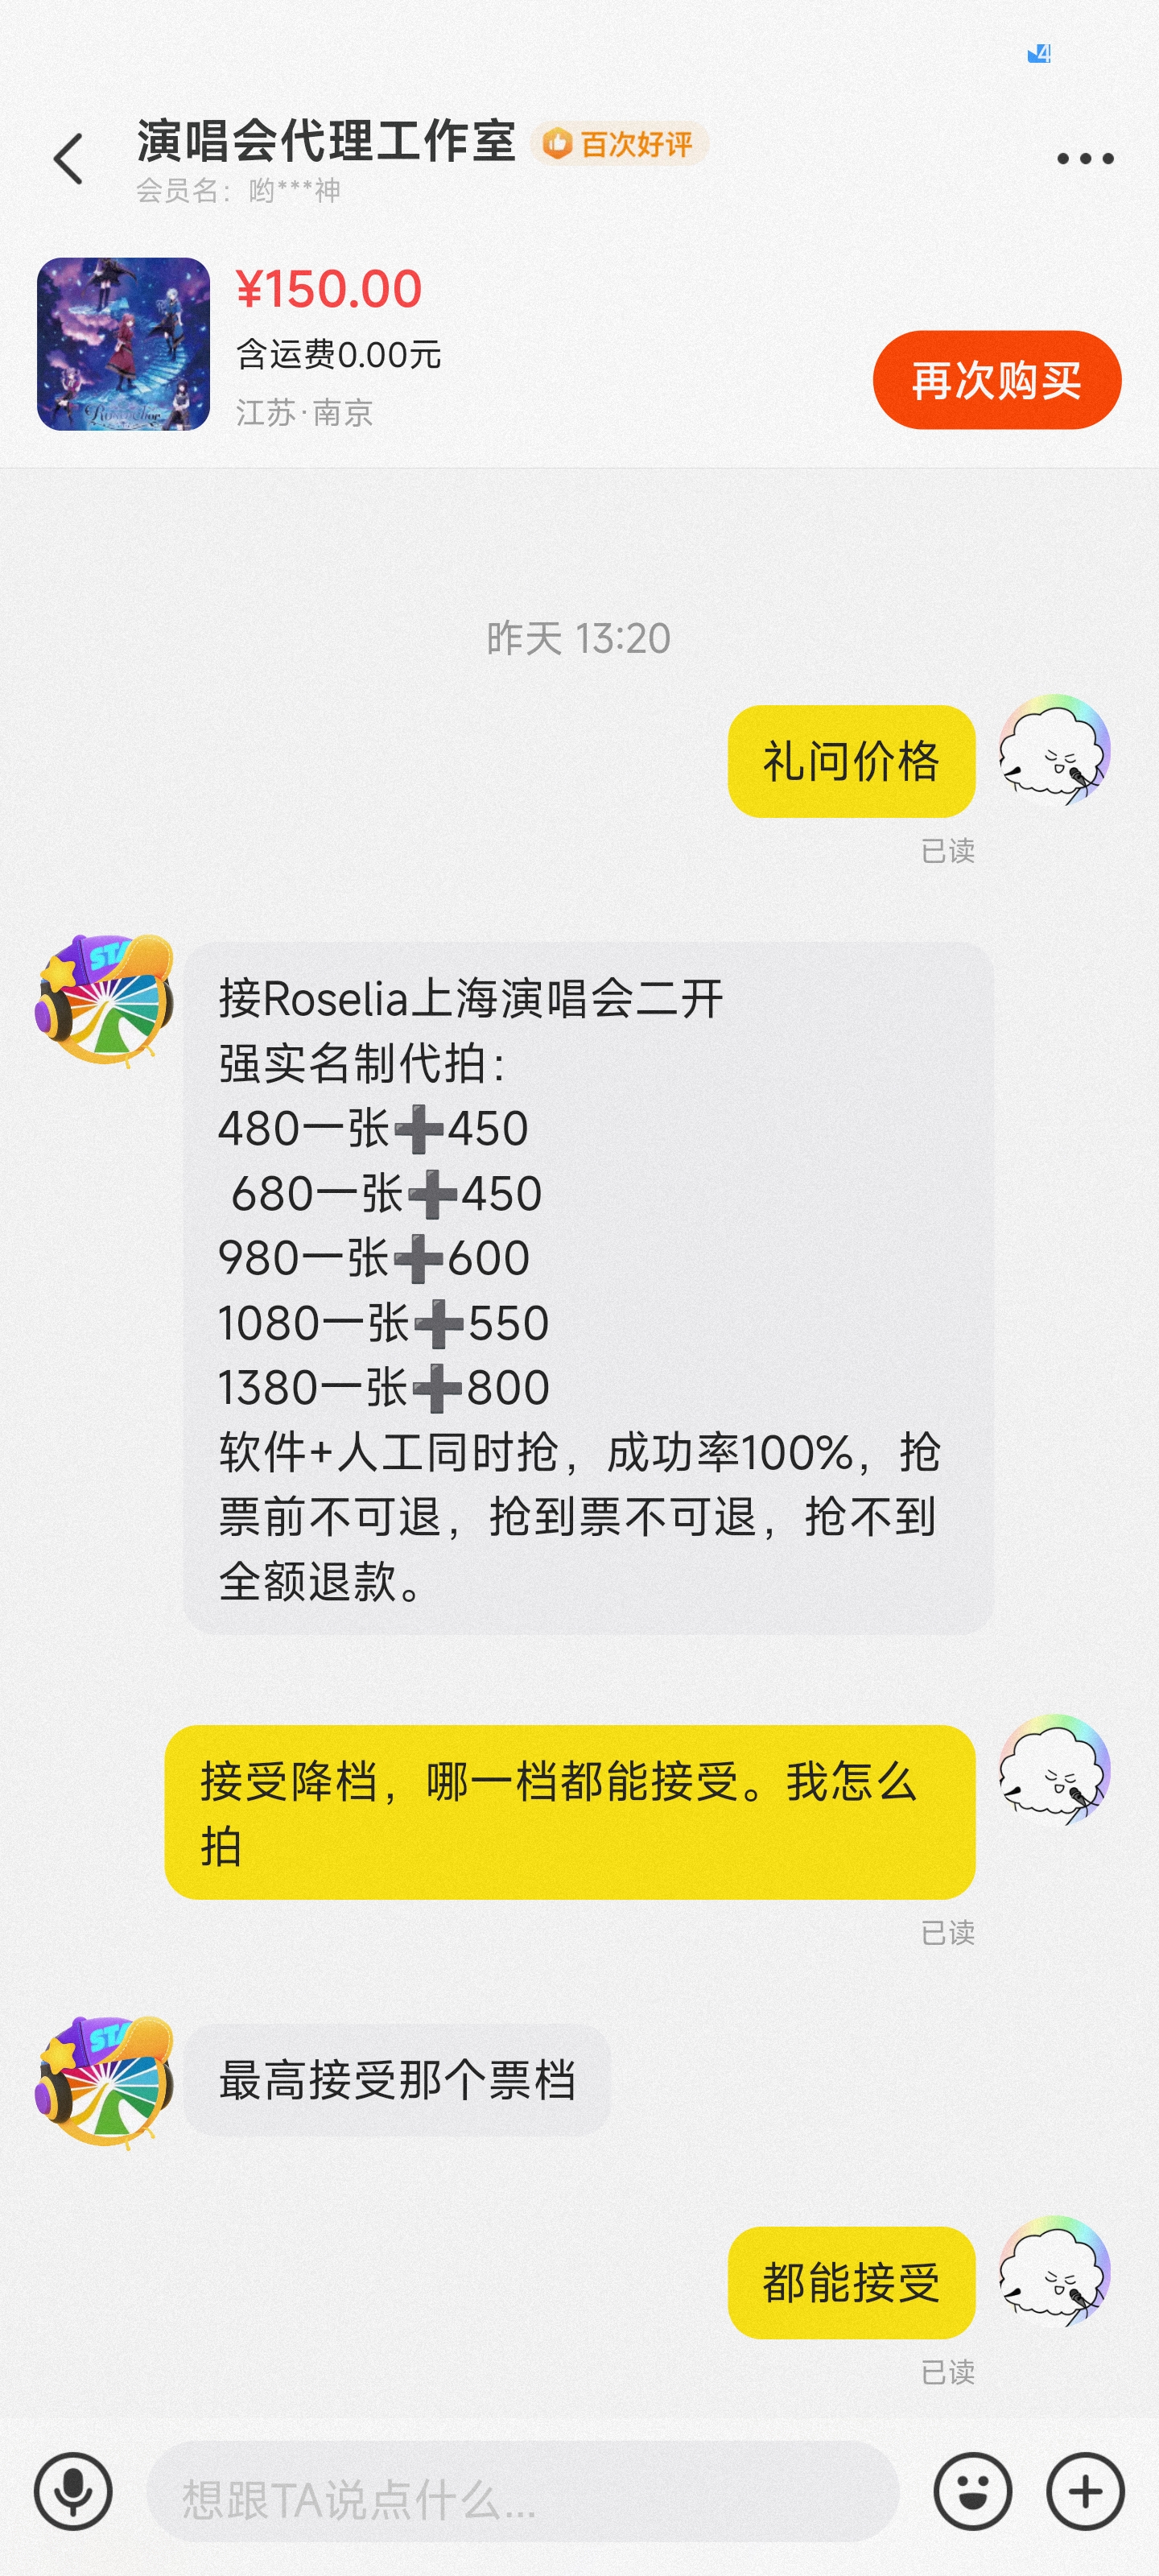 4
演唱会代理工作室
百次好评
会员名：哟***神
¥150.00
含运费0.00元
江苏·南京
再次购买
昨天 13:20
礼问价格
已读
STA
接Roselia上海演唱会二开
强实名制代拍：
480一张➕450
680一张➕450
980一张➕600
1080一张➕550
1380一张➕800
软件+人工同时抢，成功率100%，抢
票前不可退，抢到票不可退，抢不到
全额退款。
接受降档，哪一档都能接受。我怎么
拍
已读
STA
最高接受那个票档
都能接受
已读
想跟TA说点什么...